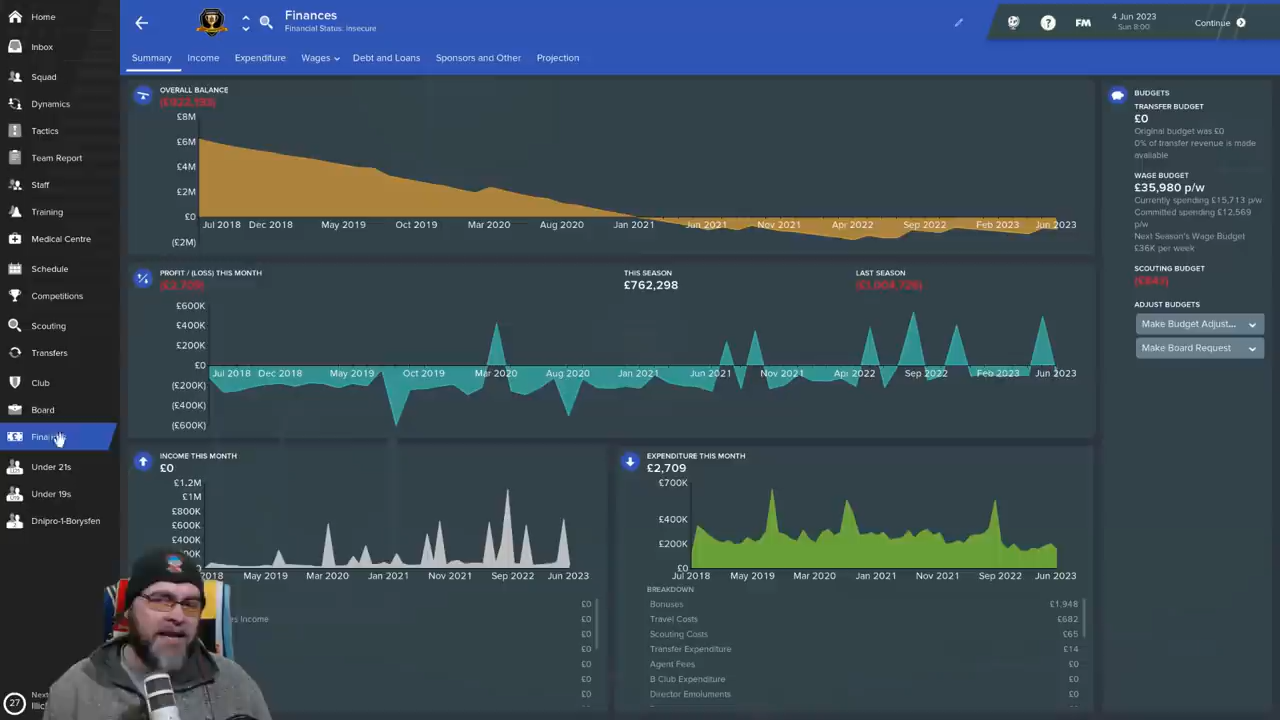 Home
Inbox
Squad
Dynamics
Tactics
Team Report
Staff
Training
Medical Centre
Schedule
Competitions
Scouting
Transfers
Club
Board
Under 21s
Under 19s
Dnipro-1-Borysfen
27
Finances
Financial Status: Insecure
FM
4 Jun 2023
Sun 8:00
Continue
Summary
Income
Expenditure
Wages
Debt and Loans
Sponsors and Other
Projection
OVERALL BALANCE
£8M
£6M
£4M
£2M
£0
(£2M)
Jul 2018 Dec 2018 May 2019 Oct 2019 Mar 2020 Aug 2020 Jan 2021 Jun 2021 Nov 2021 Apr 2022 Sep 2022 Feb 2023 Jun 2023
PROFIT / (LOSS) THIS MONTH
(£2,709)
THIS SEASON
£762,298
LAST SEASON
£600K
£400K
£200K
£0
(£200K)
(£400K)
(£600K)
Jul 2018 Dec 2018 May 2019 Oct 2019 Mar 2020 Aug 2020 Jan 2021 Jun 2021 Nov 2021 Apr 2022 Sep 2022 Feb 2023 Jun 2023
INCOME THIS MONTH
£0
£1.2M
£1M
£800K
£600K
£400K
£200K
£0
2018 May 2019 Mar 2020 Jan 2021 Nov 2021 Sep 2022 Jun 2023
Income
£0
£0
£0
£0
£0
£0
£0
EXPENDITURE THIS MONTH
£2,709
£700K
£400K
£200K
£0
Jul 2018 May 2019 Mar 2020 Jan 2021 Nov 2021 Sep 2022 Jun 2023
BREAKDOWN
Bonuses £1,948
Travel Costs £682
Scouting Costs £65
Transfer Expenditure £14
Agent Fees £0
B Club Expenditure £0
Director Emoluments £0
BUDGETS
TRANSFER BUDGET
£0
Original budget was £0
0% of transfer revenue is made
available
WAGE BUDGET
£35,980 p/w
Currently spending £15,713 p/w
Committed spending £12,569
p/w
Next Season's Wage Budget
£36K per week
SCOUTING BUDGET
ADJUST BUDGETS
Make Budget Adjust...
Make Board Request